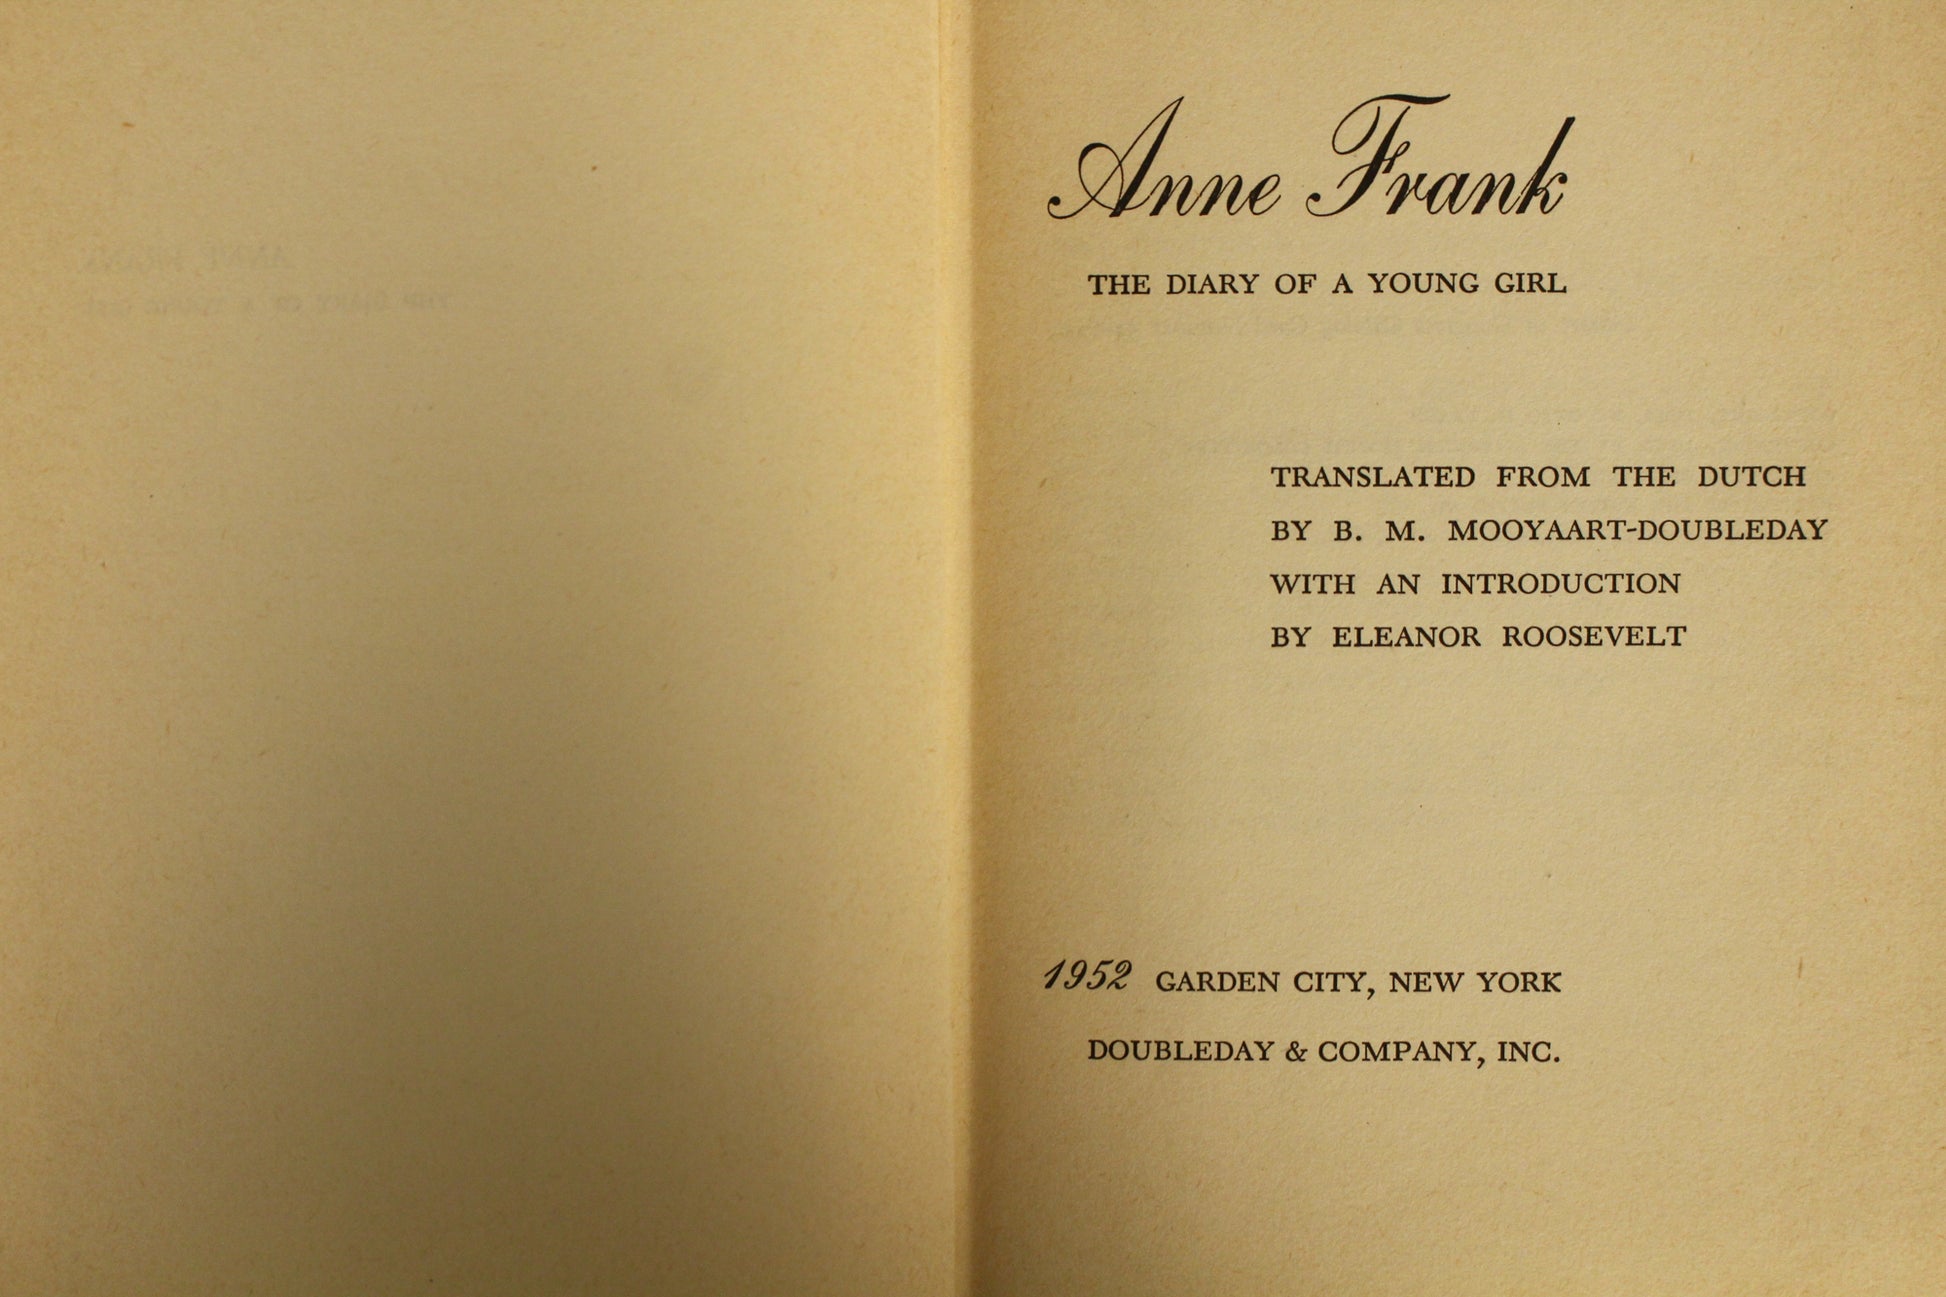 Anne Frank
THE DIARY OF A YOUNG GIRL
TRANSLATED FROM THE DUTCH
BY B. M. MOOYAART-DOUBLEDAY
WITH AN INTRODUCTION
BY ELEANOR ROOSEVELT
1952 GARDEN CITY, NEW YORK
DOUBLEDAY & COMPANY, INC.